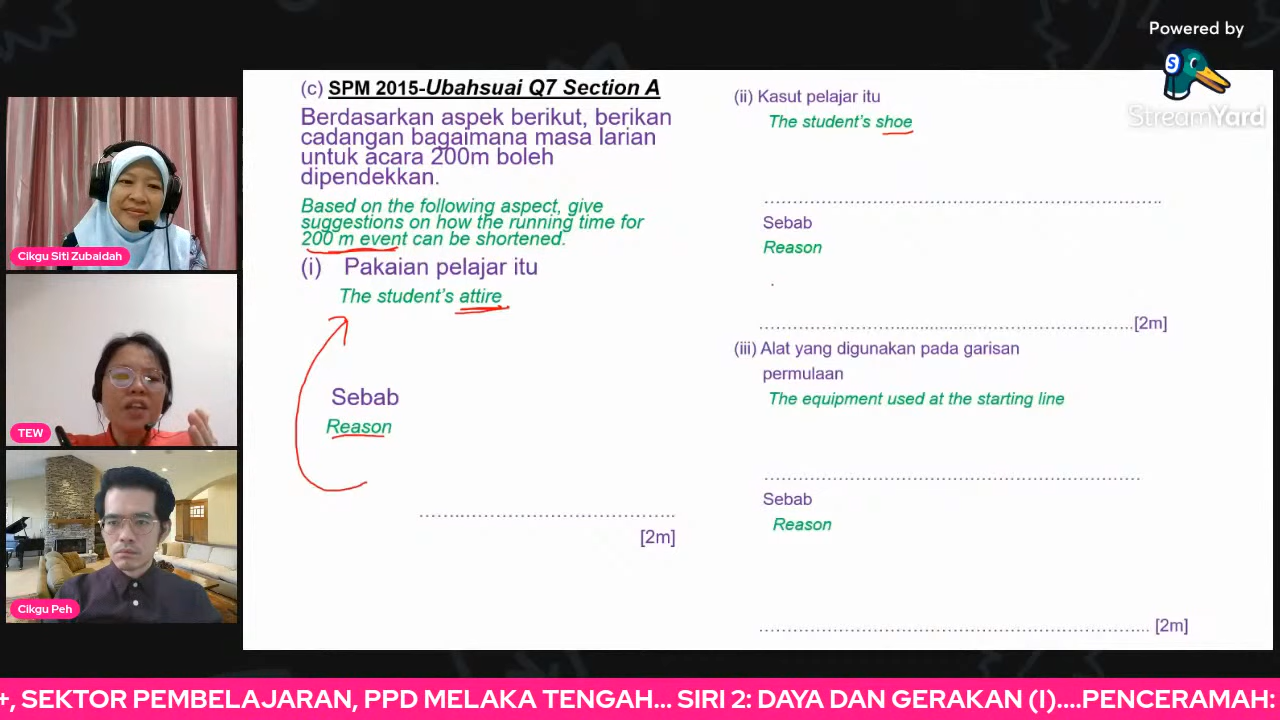 Powered by
StreamYard
(c) SPM 2015-Ubahsuai Q7 Section A
Berdasarkan aspek berikut, berikan
cadangan bagaimana masa larian
untuk acara 200m boleh
dipendekkan.
Based on the following aspect, give
suggestions on how the running time for
200 m event can be shortened.
(i) Pakaian pelajar itu
The student's attire
Sebab
Reason
[2m]
(ii) Kasut pelajar itu
The student's shoe
Sebab
Reason
[2m]
(iii) Alat yang digunakan pada garisan
permulaan
The equipment used at the starting line
Sebab
Reason
[2m]
Cikgu Siti Zubaidah
TEW
Cikgu Peh
+, SEKTOR PEMBELAJARAN, PPD MELAKA TENGAH... SIRI 2: DAYA DAN GERAKAN (I)....PENCERAMAH: